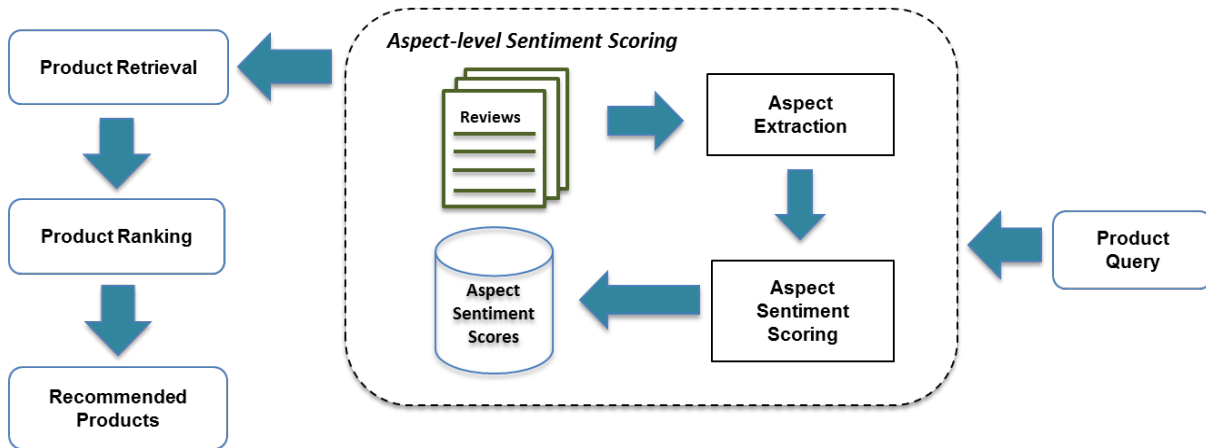 Aspect-level Sentiment Scoring
Product Retrieval
Reviews
Aspect
Extraction
Product Ranking
Product
Query
Aspect
Sentiment
Scores
Aspect
Sentiment
Scoring
Recommended
Products